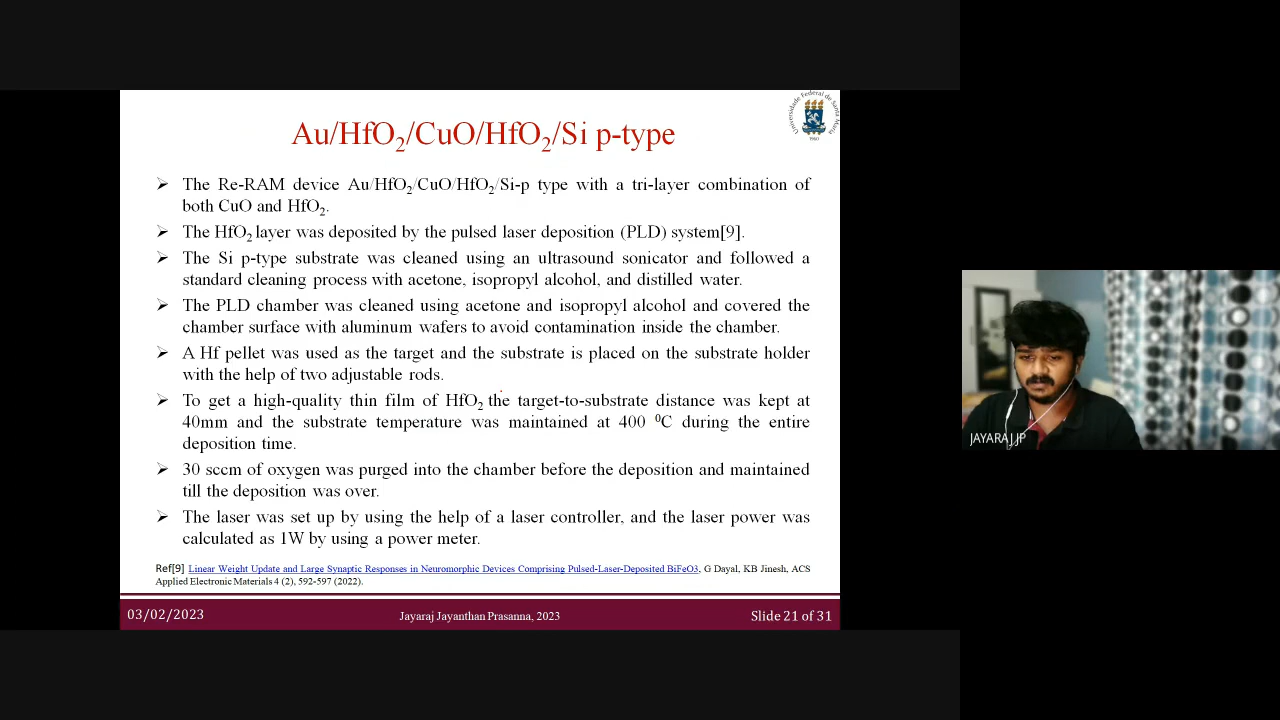 Au/HfO₂/CuO/HfO₂/Si p-type
Universidade Federal de Santa Maria
1960
➢ The Re-RAM device Au/HfO₂/CuO/HfO₂/Si-p type with a tri-layer combination of
both CuO and HfO₂.
➢ The HfO₂ layer was deposited by the pulsed laser deposition (PLD) system[9].
➢ The Si p-type substrate was cleaned using an ultrasound sonicator and followed a
standard cleaning process with acetone, isopropyl alcohol, and distilled water.
➢ The PLD chamber was cleaned using acetone and isopropyl alcohol and covered the
chamber surface with aluminum wafers to avoid contamination inside the chamber.
➢ A Hf pellet was used as the target and the substrate is placed on the substrate holder
with the help of two adjustable rods.
➢ To get a high-quality thin film of HfO₂ the target-to-substrate distance was kept at
40mm and the substrate temperature was maintained at 400 ⁰C during the entire
deposition time.
➢ 30 sccm of oxygen was purged into the chamber before the deposition and maintained
till the deposition was over.
➢ The laser was set up by using the help of a laser controller, and the laser power was
calculated as 1W by using a power meter.
Ref[9] Linear Weight Update and Large Synaptic Responses in Neuromorphic Devices Comprising Pulsed-Laser-Deposited BiFeO3, G Dayal, KB Jinesh, ACS
Applied Electronic Materials 4 (2), 592-597 (2022).
03/02/2023 Jayaraj Jayanthan Prasanna, 2023 Slide 21 of 31
JAYARAJ JP